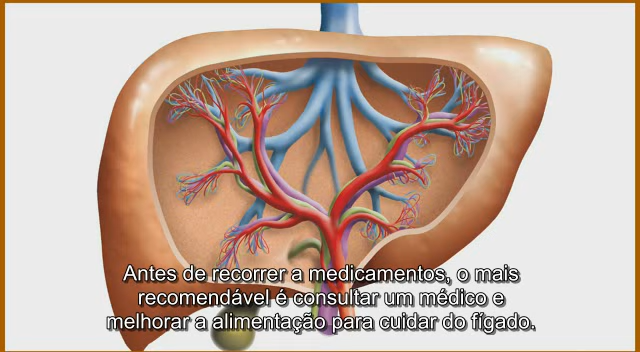 Antes de recorrer a medicamentos, o mais
recomendável é consultar um médico e
melhorar a alimentação para cuidar do fígado.